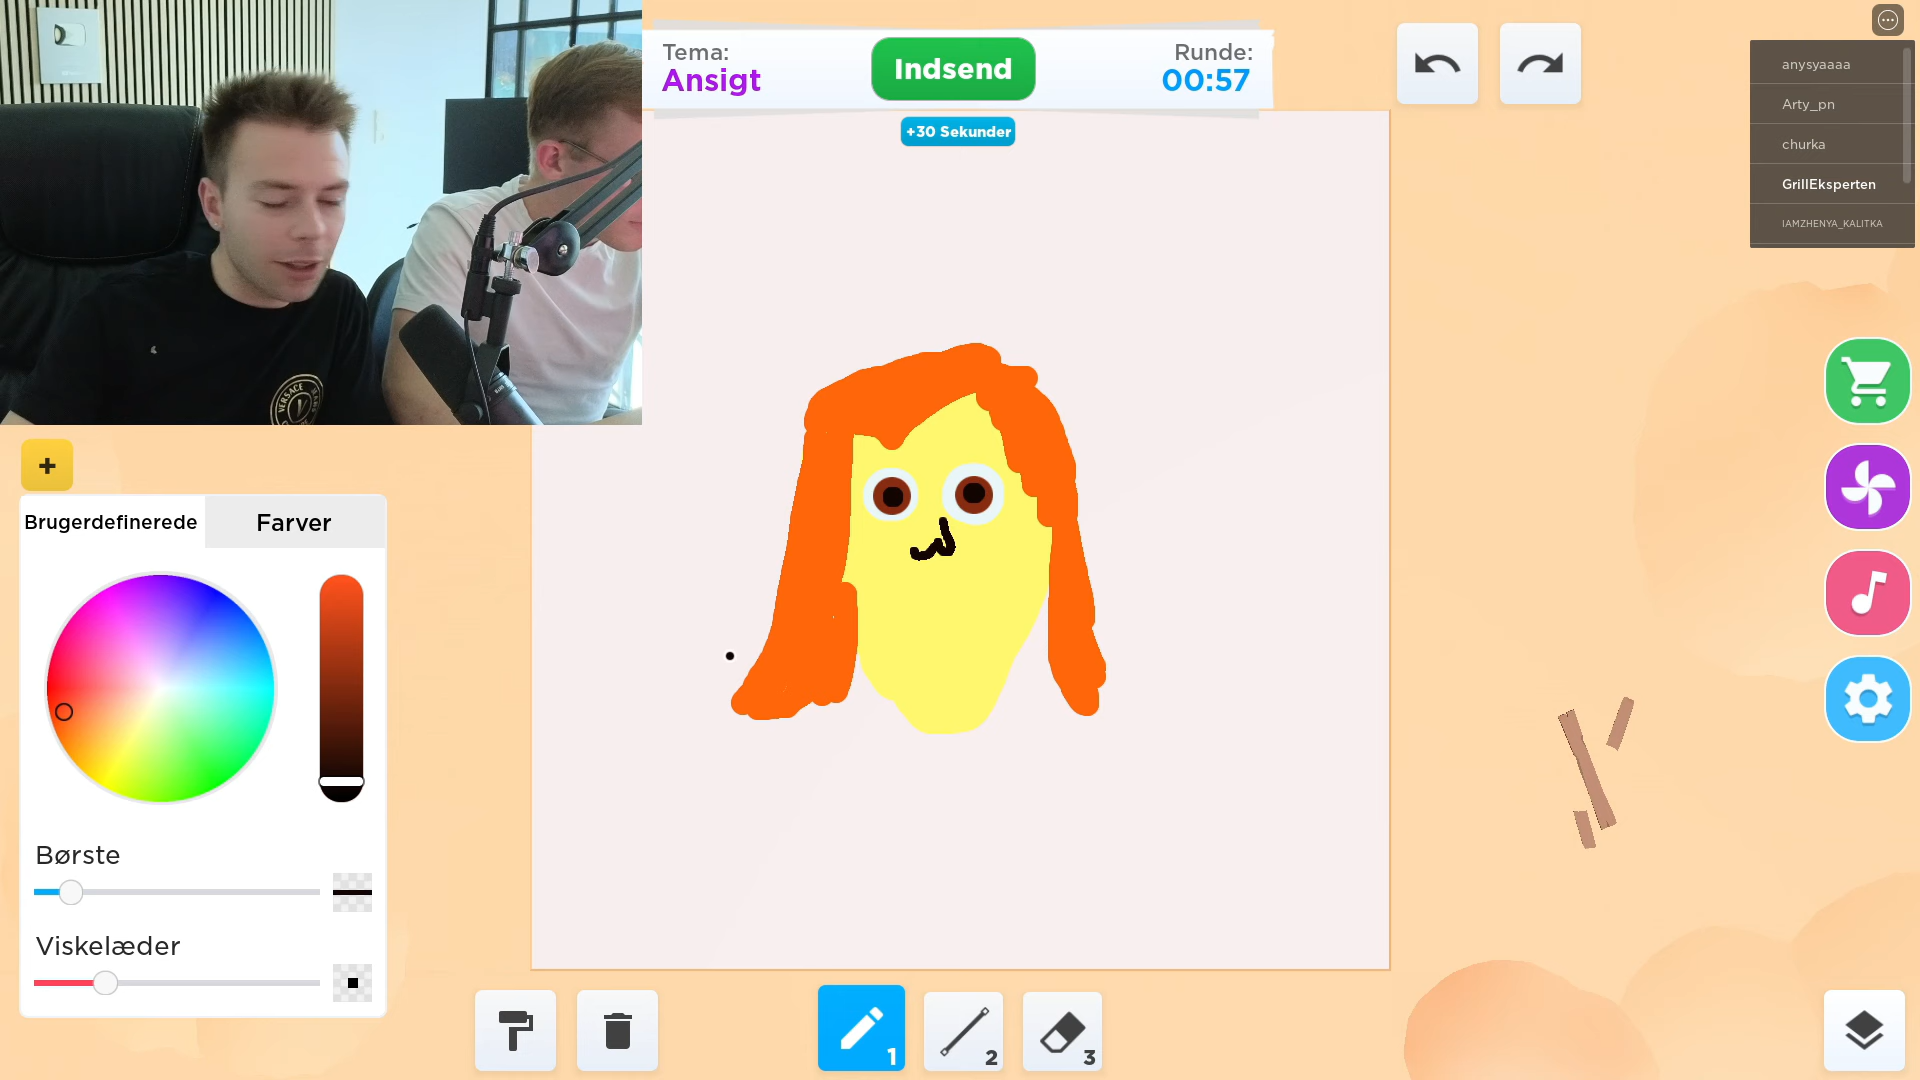 Tema:
Ansigt
Indsend
Runde:
00:57
+30 Sekunder
anysyaaaa
Arty_pn
churka
GrillEksperten
IAMZHENYA_KALITKA
VERSACE
+
Brugerdefinerede
Farver
Børste
Viskelæder
1
2
3